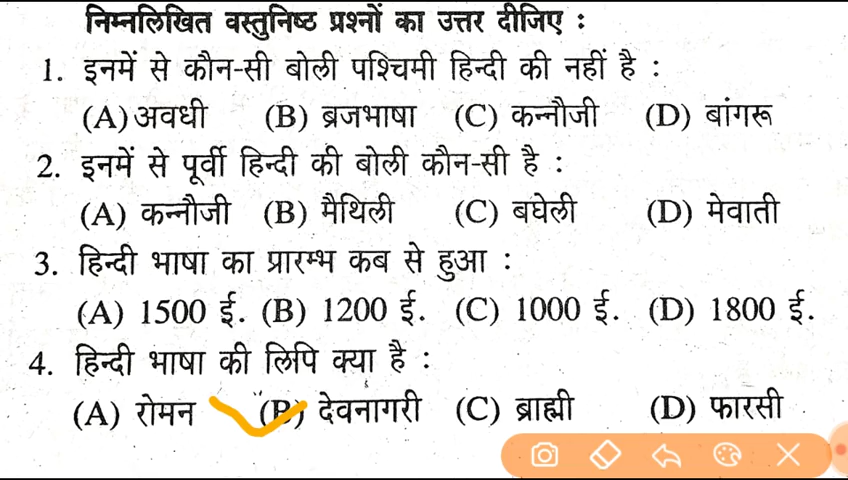 निम्नलिखित वस्तुनिष्ठ प्रश्नों का उत्तर दीजिए :
1. इनमें से कौन-सी बोली पश्चिमी हिन्दी की नहीं है :
(A) अवधी (B) ब्रजभाषा (C) कन्नौजी (D) बांगरू
2. इनमें से पूर्वी हिन्दी की बोली कौन-सी है :
(A) कन्नौजी (B) मैथिली (C) बघेली (D) मेवाती
3. हिन्दी भाषा का प्रारम्भ कब से हुआ :
(A) 1500 ई. (B) 1200 ई. (C) 1000 ई. (D) 1800 ई.
4. हिन्दी भाषा की लिपि क्या है :
(A) रोमन (B) देवनागरी (C) ब्राह्मी (D) फारसी